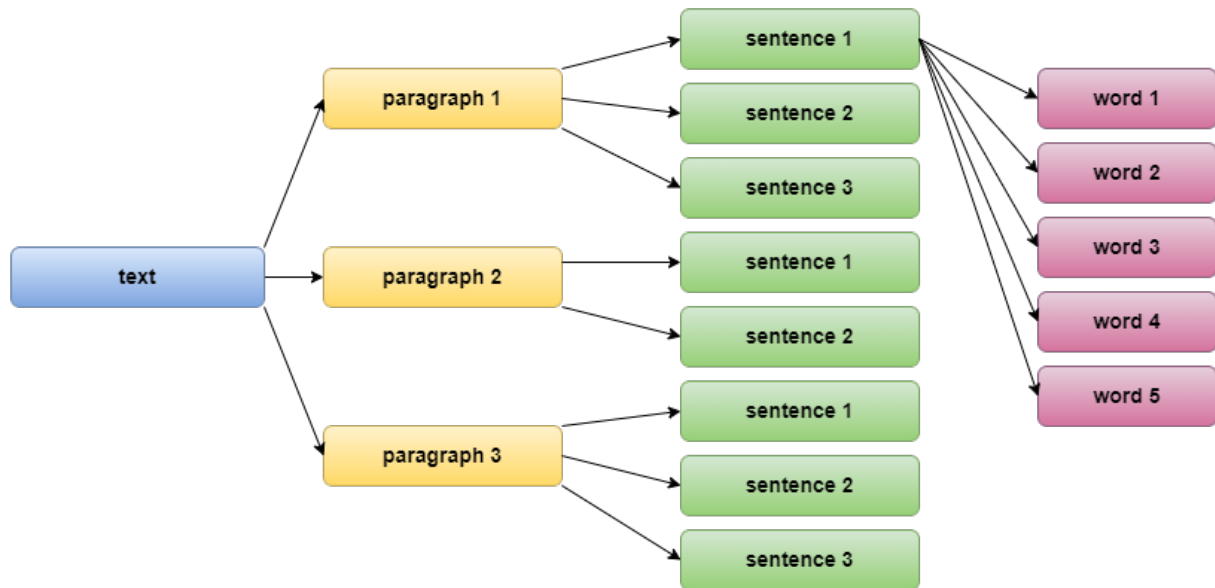 text
paragraph 1
paragraph 2
paragraph 3
sentence 1
sentence 2
sentence 3
sentence 1
sentence 2
sentence 1
sentence 2
sentence 3
word 1
word 2
word 3
word 4
word 5